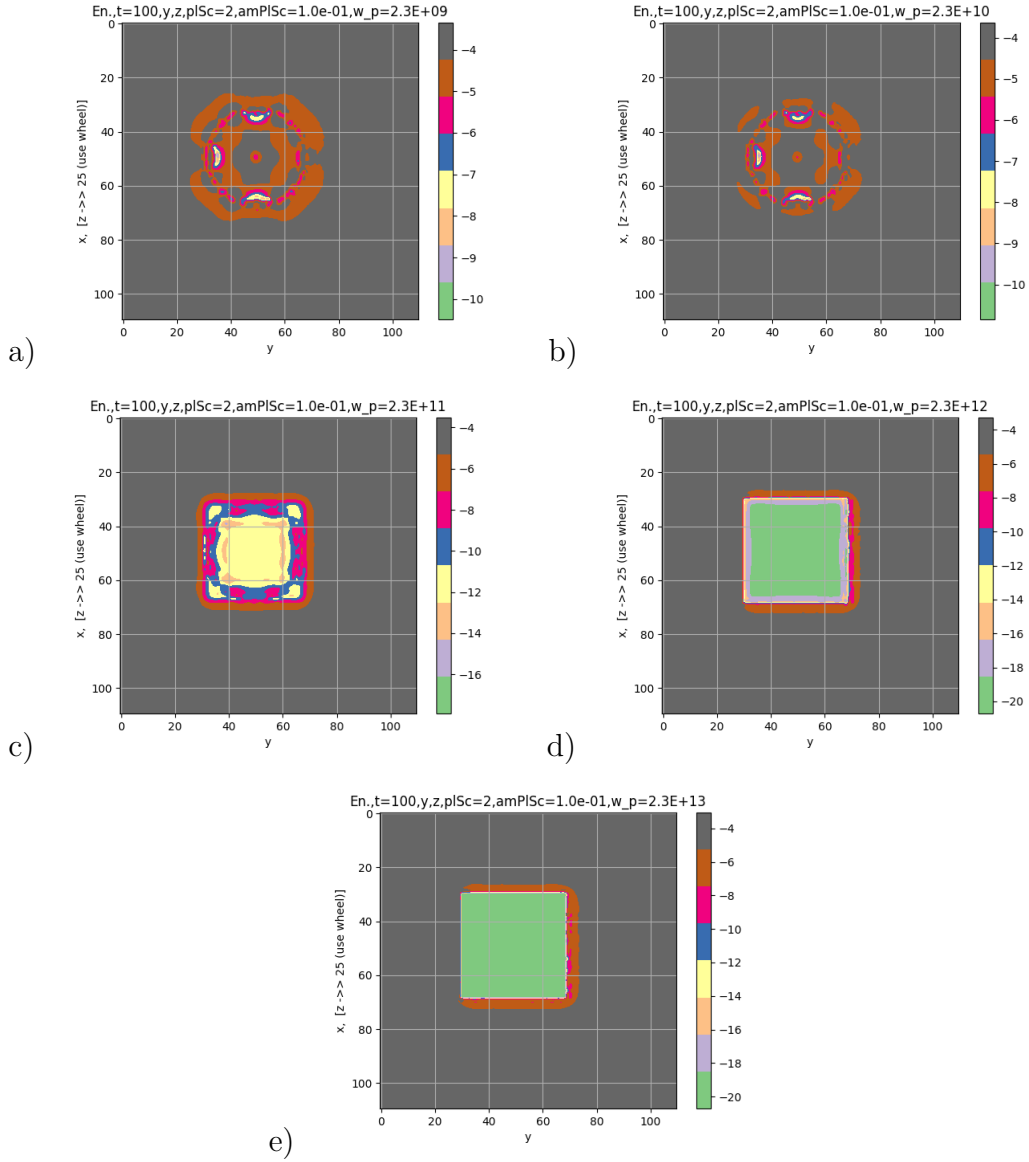 En.,t=100,y,z,plSc=2,amPlSc=1.0e-01,w_p=2.3E+09
0
20
40
60
80
100
x, [z ->> 25 (use wheel)]
0 20 40 60 80 100
y
−4
−5
−6
−7
−8
−9
−10
a)
En.,t=100,y,z,plSc=2,amPlSc=1.0e-01,w_p=2.3E+10
0
20
40
60
80
100
x, [z ->> 25 (use wheel)]
0 20 40 60 80 100
y
−4
−5
−6
−7
−8
−9
−10
b)
En.,t=100,y,z,plSc=2,amPlSc=1.0e-01,w_p=2.3E+11
0
20
40
60
80
100
x, [z ->> 25 (use wheel)]
0 20 40 60 80 100
y
−4
−6
−8
−10
−12
−14
−16
c)
En.,t=100,y,z,plSc=2,amPlSc=1.0e-01,w_p=2.3E+12
0
20
40
60
80
100
x, [z ->> 25 (use wheel)]
0 20 40 60 80 100
y
−4
−6
−8
−10
−12
−14
−16
−18
−20
d)
En.,t=100,y,z,plSc=2,amPlSc=1.0e-01,w_p=2.3E+13
0
20
40
60
80
100
x, [z ->> 25 (use wheel)]
0 20 40 60 80 100
y
−4
−6
−8
−10
−12
−14
−16
−18
−20
e)